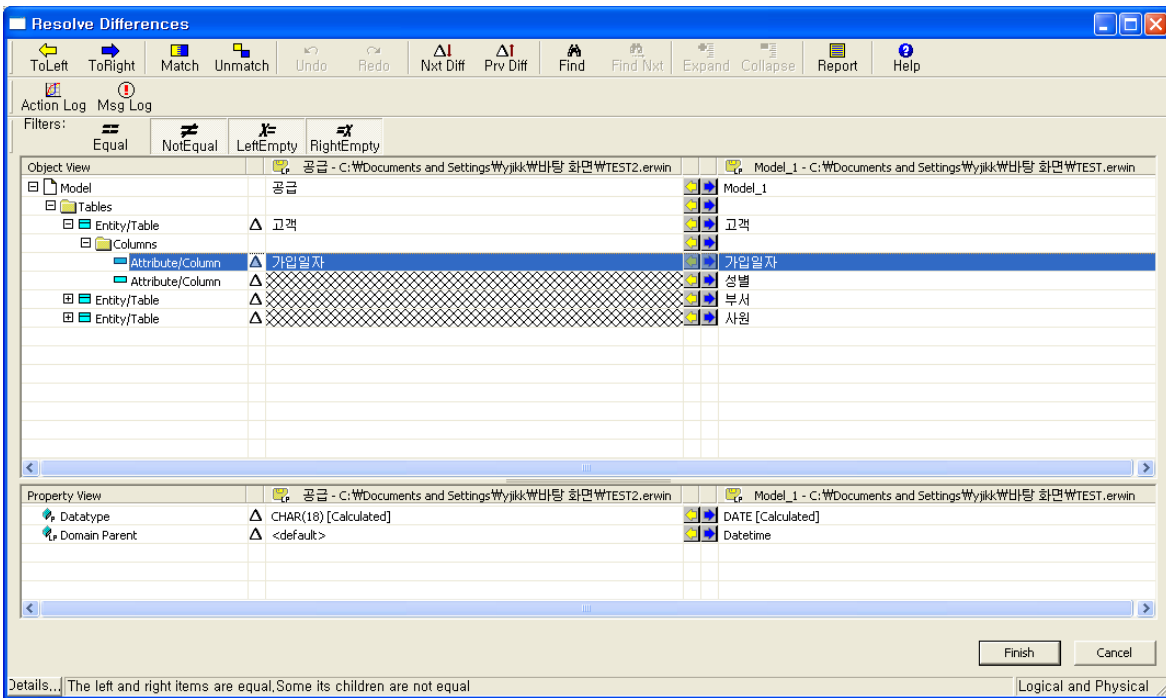 Resolve Differences
ToLeft ToRight Match Unmatch Undo Redo Nxt Diff Prv Diff Find Find Nxt Expand Collapse Report Help
Action Log Msg Log
Filters:
Equal NotEqual LeftEmpty RightEmpty
Object View 공급 - C:₩Documents and Settings₩yjikk₩바탕 화면₩TEST2.erwin Model_1 - C:₩Documents and Settings₩yjikk₩바탕 화면₩TEST.erwin
Model 공급 Model_1
Tables
Entity/Table Δ 고객 고객
Columns
Attribute/Column Δ 가입일자 가입일자
Attribute/Column Δ 성별
Entity/Table Δ 부서
Entity/Table Δ 사원
Property View 공급 - C:₩Documents and Settings₩yjikk₩바탕 화면₩TEST2.erwin Model_1 - C:₩Documents and Settings₩yjikk₩바탕 화면₩TEST.erwin
Datatype Δ CHAR(18) [Calculated] DATE [Calculated]
Domain Parent Δ <default> Datetime
Finish Cancel
Details... The left and right items are equal,Some its children are not equal Logical and Physical